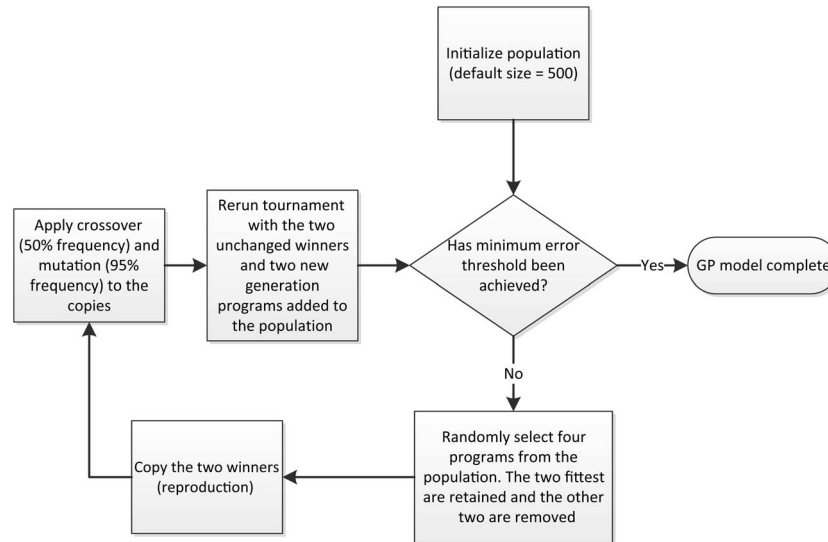 Initialize population
(default size = 500)
Apply crossover
(50% frequency) and
mutation (95%
frequency) to the
copies
Rerun tournament
with the two
unchanged winners
and two new
generation
programs added to
the population
Has minimum error
threshold been
achieved?
Yes
GP model complete
No
Randomly select four
programs from the
population. The two fittest
are retained and the other
two are removed
Copy the two winners
(reproduction)